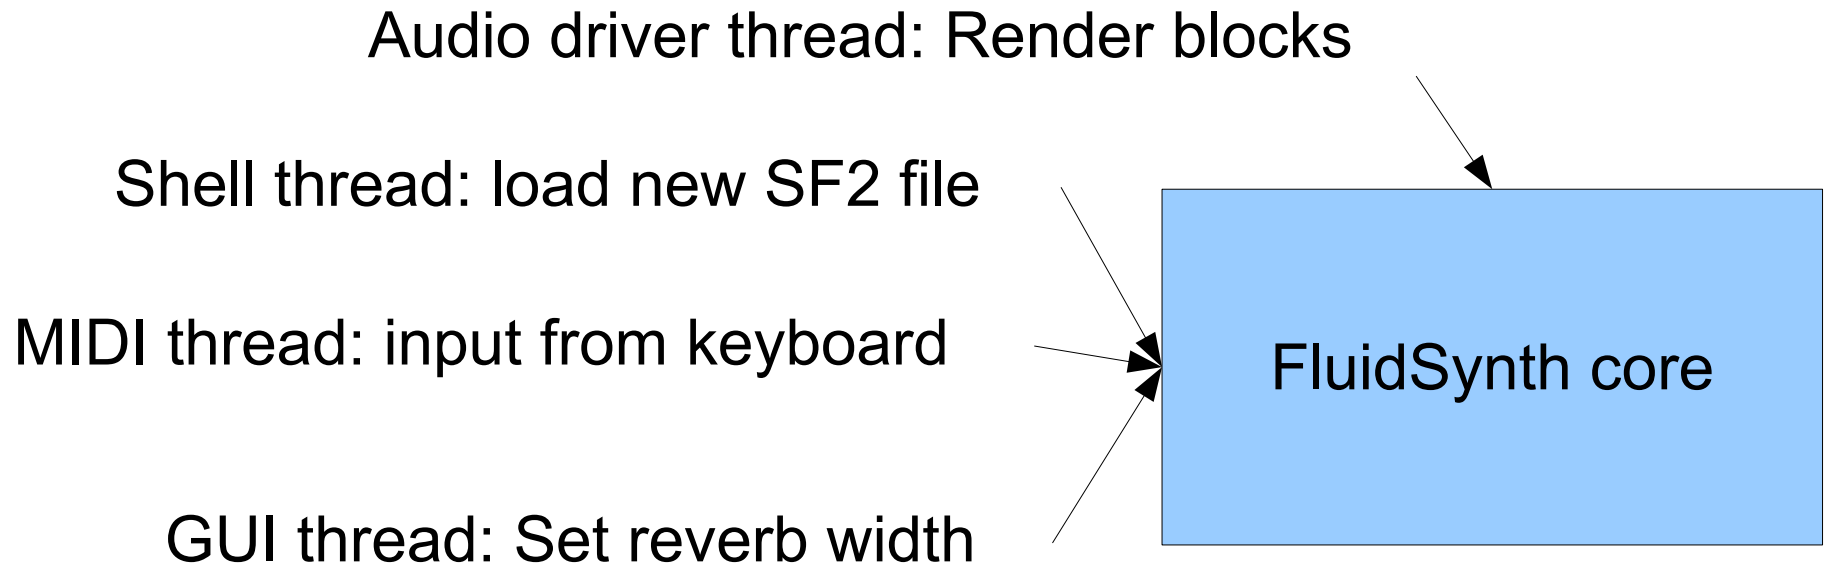 Audio driver thread: Render blocks
Shell thread: load new SF2 file
MIDI thread: input from keyboard
FluidSynth core
GUI thread: Set reverb width